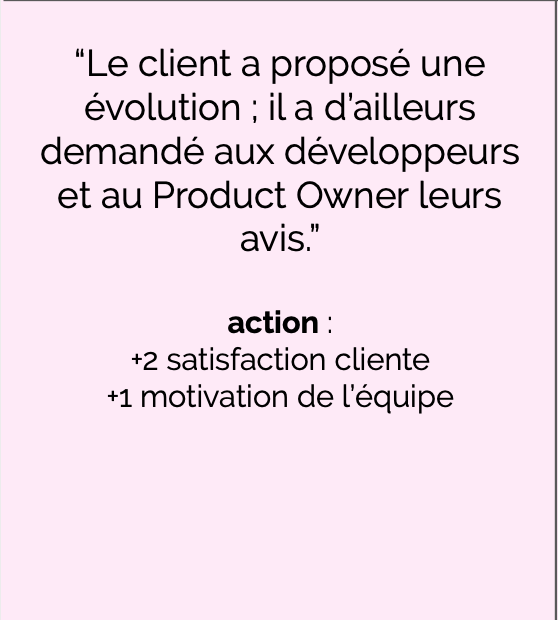 “Le client a proposé une
évolution ; il a d’ailleurs
demandé aux développeurs
et au Product Owner leurs
avis.”
action :
+2 satisfaction cliente
+1 motivation de l’équipe